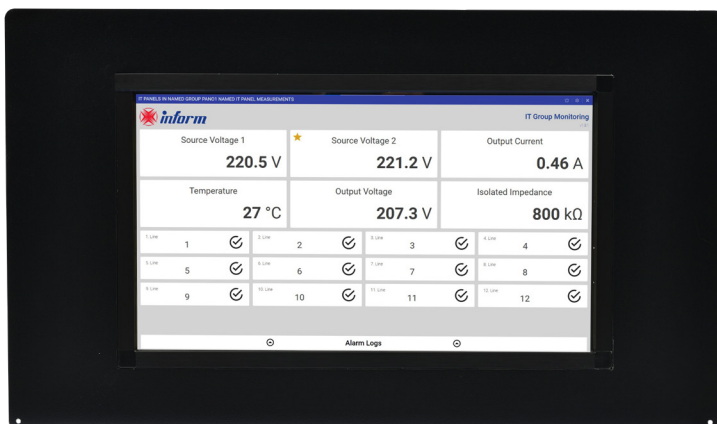 IT PANELS IN NAMED GROUP PANO1 NAMED IT PANEL MEASUREMENTS
inform
IT Group Monitoring
Source Voltage 1
220.5 V
Source Voltage 2
221.2 V
Output Current
0.46 A
Temperature
27 °C
Output Voltage
207.3 V
Isolated Impedance
800 kΩ
1. Line
1
2. Line
2
3. Line
3
4. Line
4
5. Line
5
6. Line
6
7. Line
7
8. Line
8
9. Line
9
10. Line
10
11. Line
11
12. Line
12
Alarm Logs